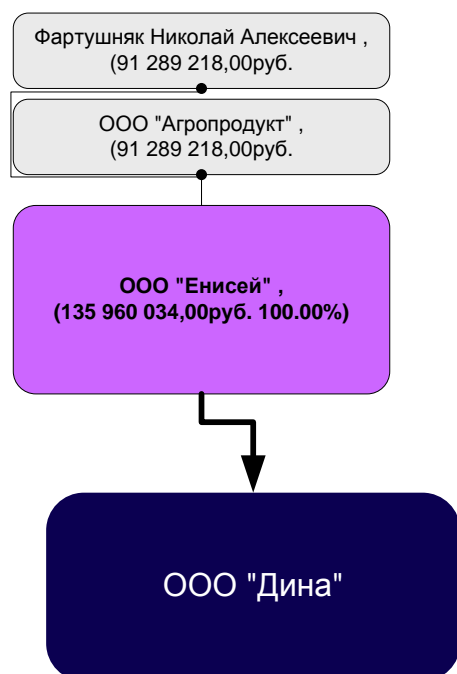 Фартушняк Николай Алексеевич ,
(91 289 218,00руб.
ООО "Агропродукт" ,
(91 289 218,00руб.
ООО "Енисей" ,
(135 960 034,00руб. 100.00%)
ООО "Дина"